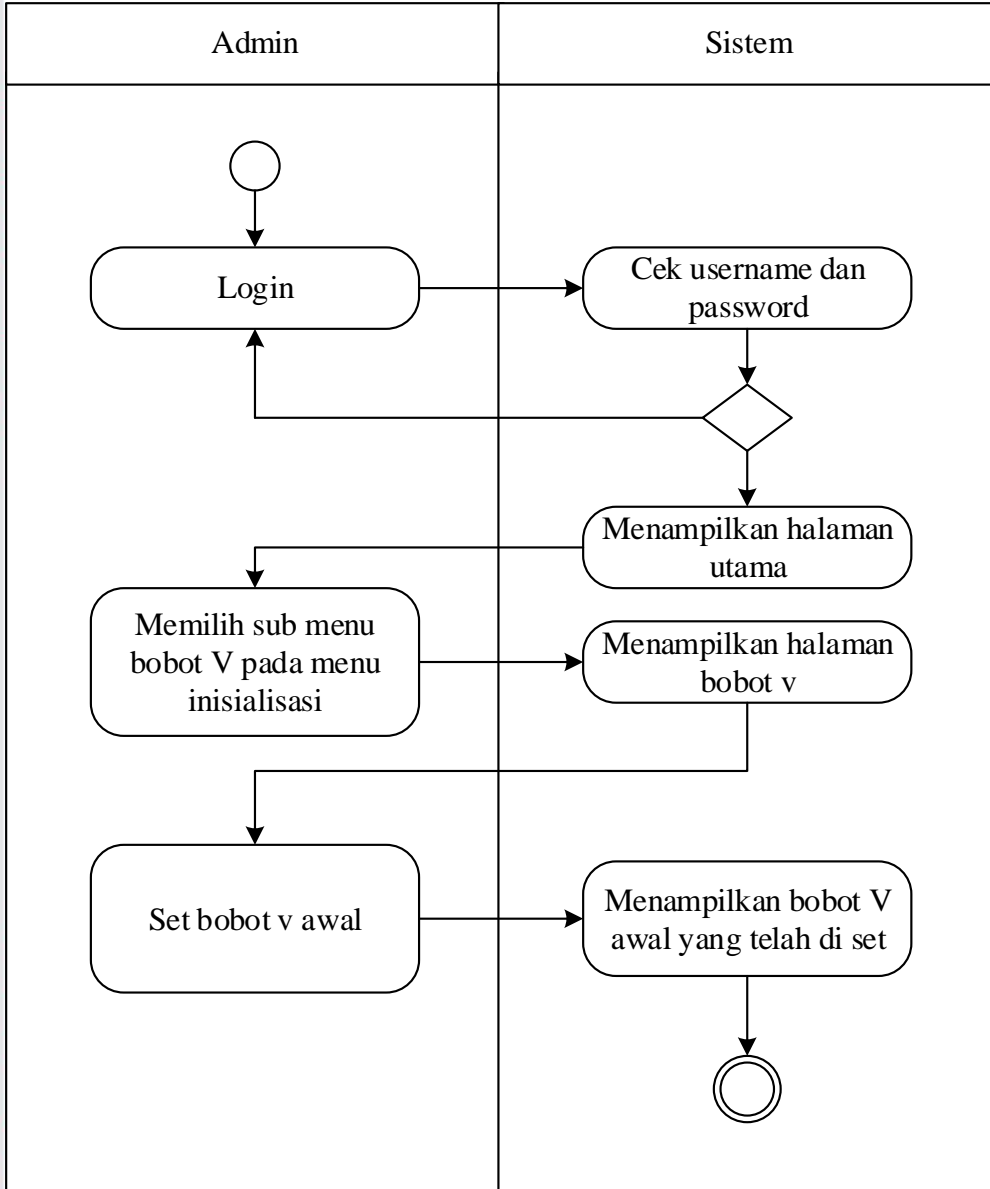 Admin
Sistem
Login
Cek username dan
password
Menampilkan halaman
utama
Memilih sub menu
bobot V pada menu
inisialisasi
Menampilkan halaman
bobot v
Set bobot v awal
Menampilkan bobot V
awal yang telah di set